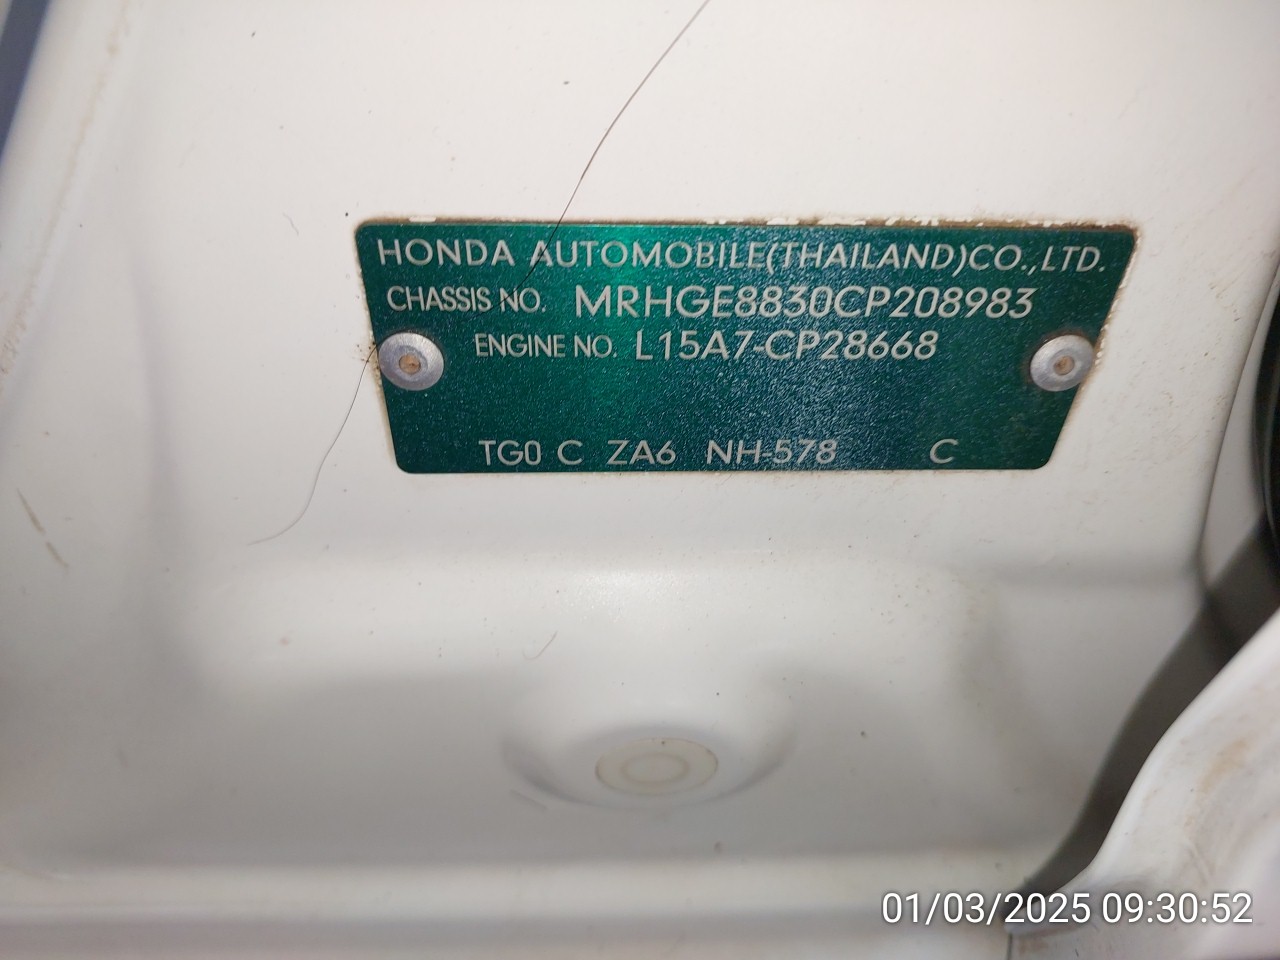 HONDA AUTOMOBILE(THAILAND)CO.,LTD.
CHASSIS NO. MRHGE8830CP208983
ENGINE NO. L15A7-CP28668
TG0 C ZA6 NH-578 C
01/03/2025 09:30:52